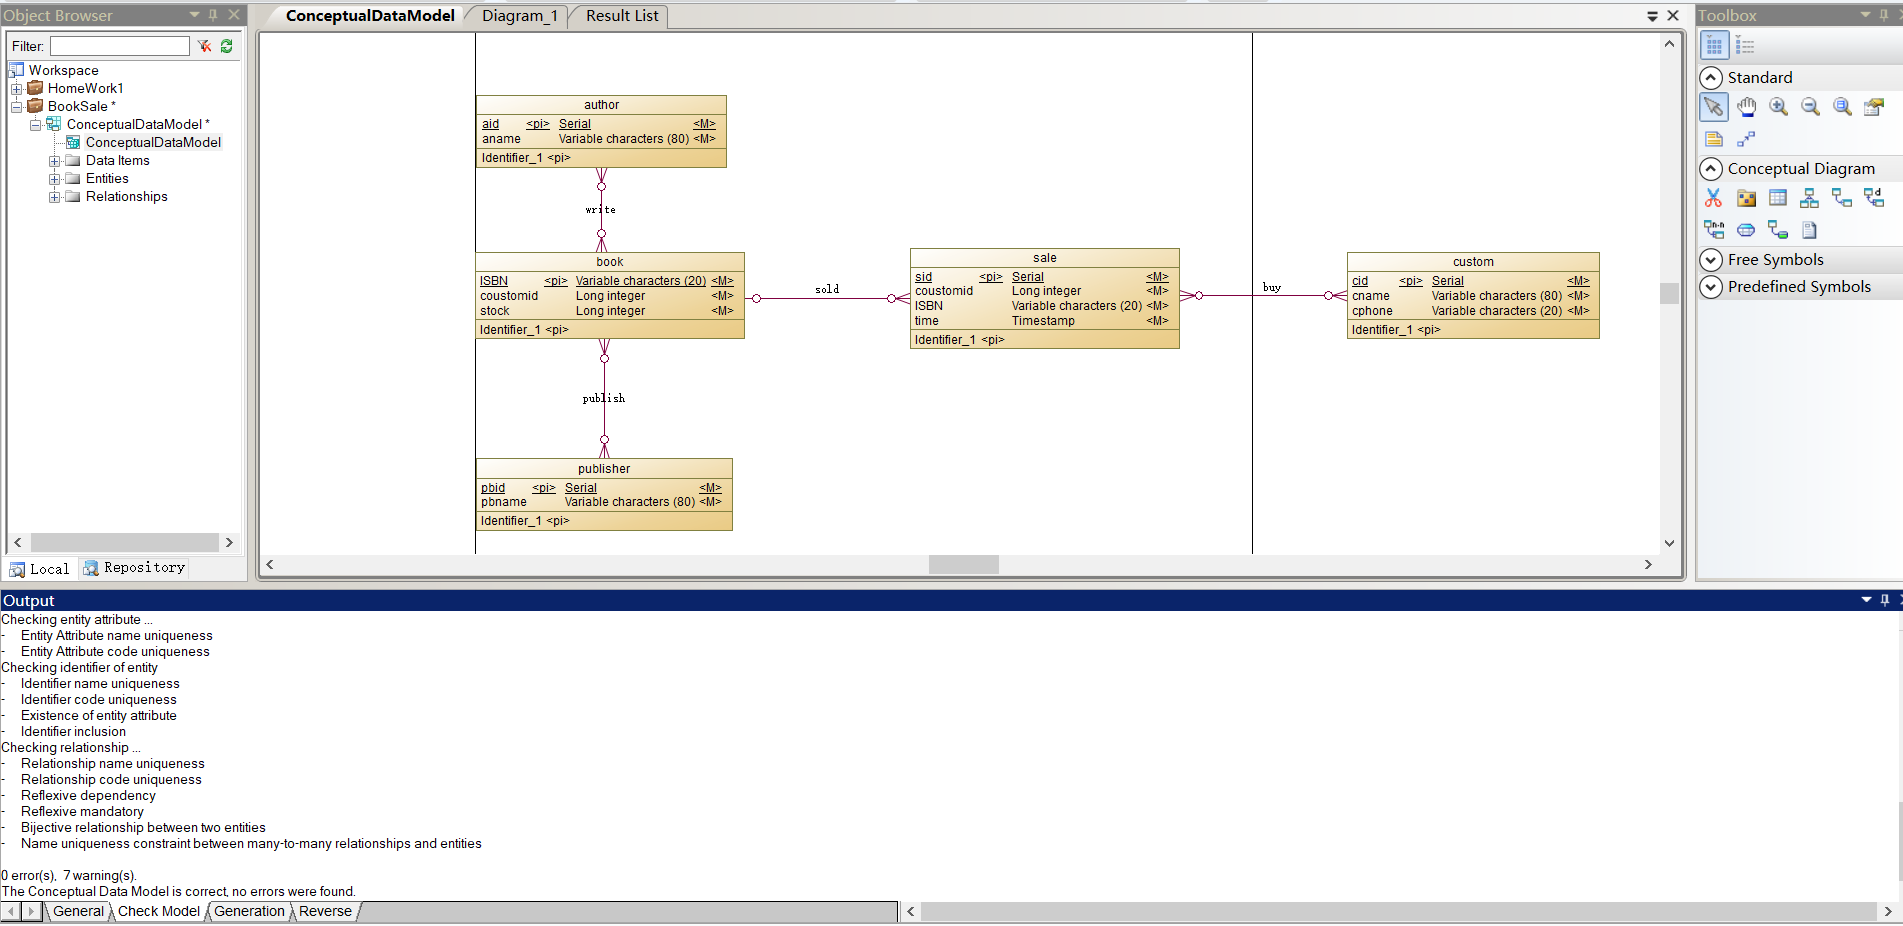 Object Browser
Filter:
Workspace
HomeWork1
BookSale *
ConceptualDataModel *
ConceptualDataModel
Data Items
Entities
Relationships
Local
Repository
ConceptualDataModel
Diagram_1
Result List
author
aid <pi> Serial <M>
aname Variable characters (80) <M>
Identifier_1 <pi>
write
book
ISBN <pi> Variable characters (20) <M>
coustomid Long integer <M>
stock Long integer <M>
Identifier_1 <pi>
sold
sale
sid <pi> Serial <M>
coustomid Long integer <M>
ISBN Variable characters (20) <M>
time Timestamp <M>
Identifier_1 <pi>
buy
custom
cid <pi> Serial <M>
cname Variable characters (80) <M>
cphone Variable characters (20) <M>
Identifier_1 <pi>
publish
publisher
pbid <pi> Serial <M>
pbname Variable characters (80) <M>
Identifier_1 <pi>
Toolbox
Standard
Conceptual Diagram
Free Symbols
Predefined Symbols
Output
Checking entity attribute ...
- Entity Attribute name uniqueness
- Entity Attribute code uniqueness
Checking identifier of entity
- Identifier name uniqueness
- Identifier code uniqueness
- Existence of entity attribute
- Identifier inclusion
Checking relationship ...
- Relationship name uniqueness
- Relationship code uniqueness
- Reflexive dependency
- Reflexive mandatory
- Bijective relationship between two entities
- Name uniqueness constraint between many-to-many relationships and entities
0 error(s), 7 warning(s).
The Conceptual Data Model is correct, no errors were found.
General
Check Model
Generation
Reverse